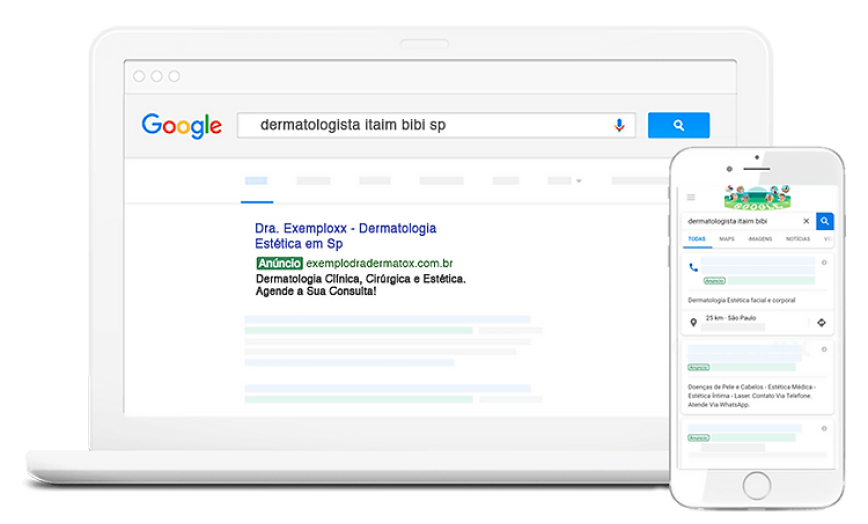 Google
dermatologista itaim bibi sp
Dra. Exemploxx - Dermatologia
Estética em Sp
Anúncio exemplodradermatox.com.br
Dermatologia Clínica, Cirúrgica e Estética.
Agende a Sua Consulta!
GOOGLE
dermatologista itaim bibi
TODAS MAPS IMAGENS NOTÍCIAS
Anúncio
Dermatologia Estética facial e corporal
25 km · São Paulo
Anúncio
Doenças de Pele e Cabelos - Estética Médica -
Estética Íntima - Laser. Contato Via Telefone.
Atende Via WhatsApp.
Anúncio